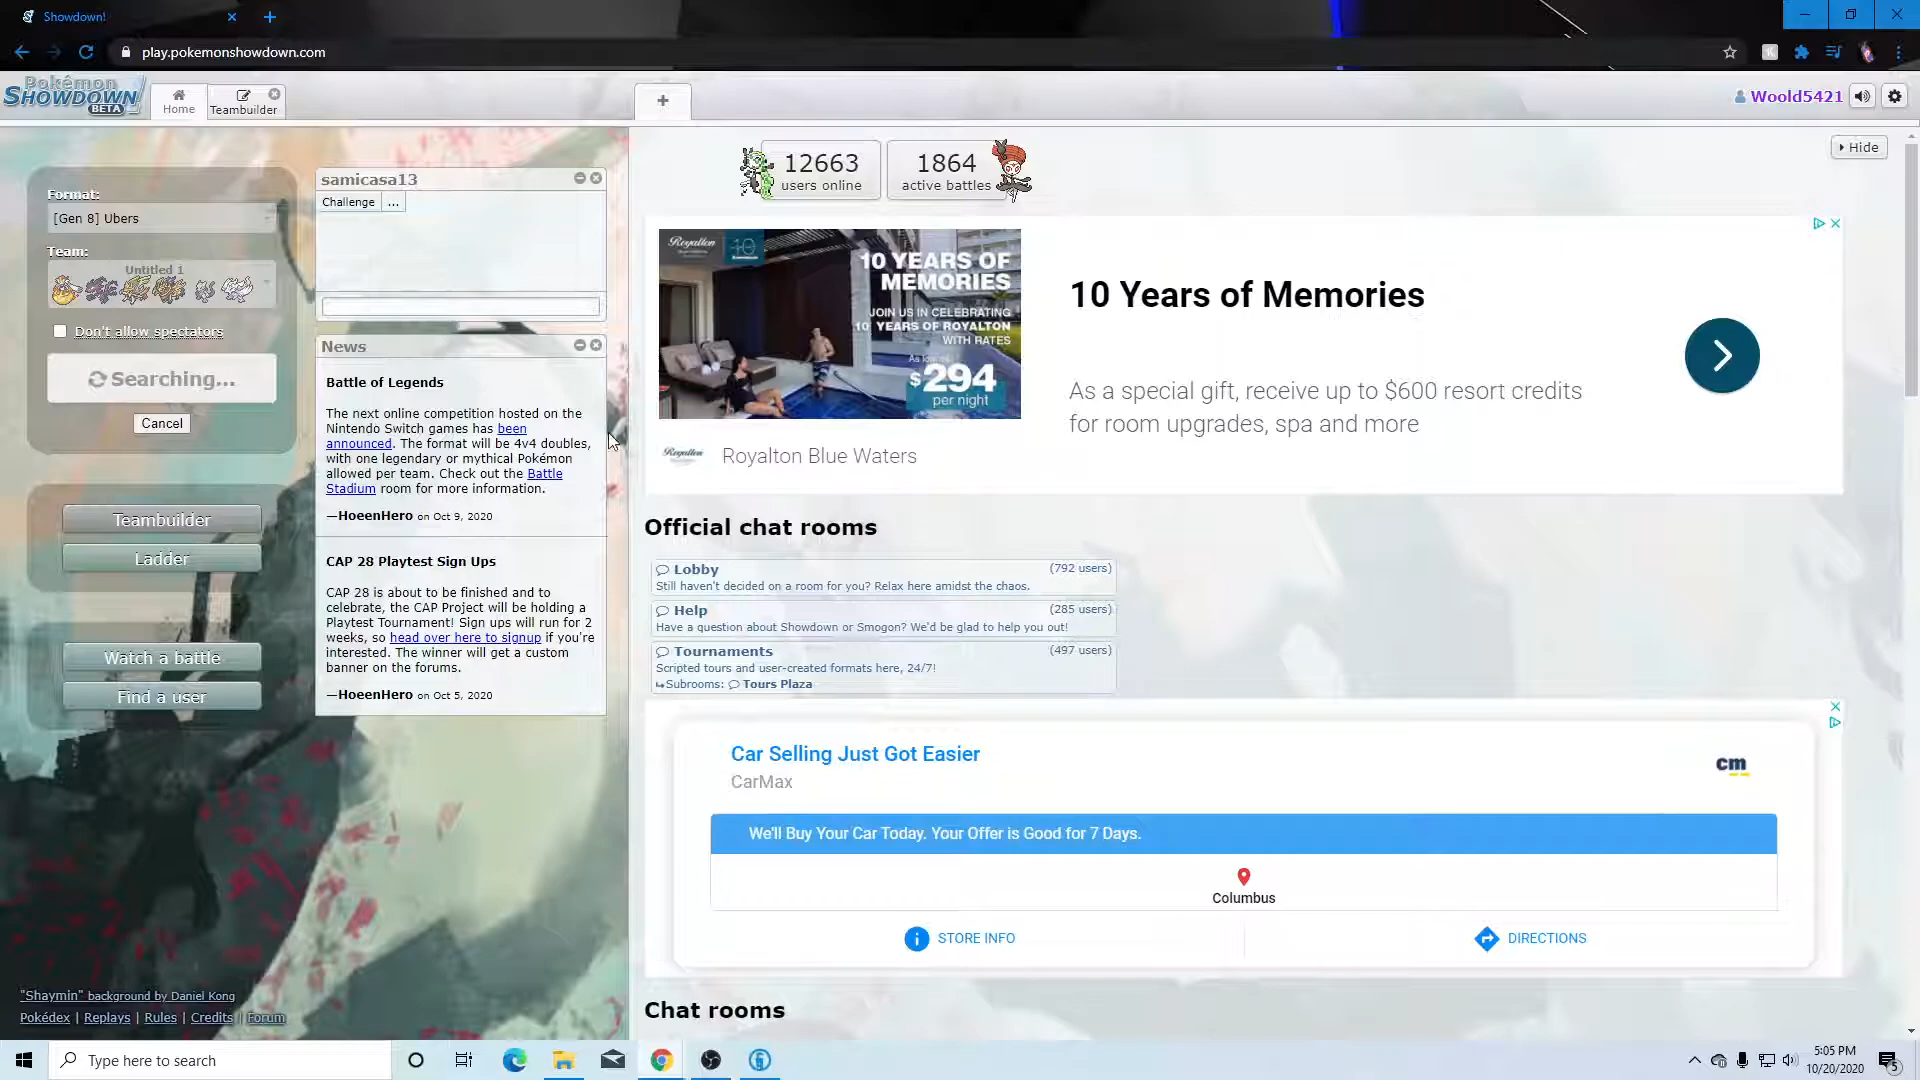 Showdown!
play.pokemonshowdown.com
Pokémon
SHOWDOWN
BETA
Home
Teambuilder
Woold5421
Format:
[Gen 8] Ubers
Team:
Untitled 1
Don't allow spectators
Searching...
Cancel
Teambuilder
Ladder
Watch a battle
Find a user
samicasa13
Challenge
...
News
Battle of Legends
The next online competition hosted on the
Nintendo Switch games has been
announced. The format will be 4v4 doubles,
with one legendary or mythical Pokémon
allowed per team. Check out the Battle
Stadium room for more information.
—HoeenHero on Oct 9, 2020
CAP 28 Playtest Sign Ups
CAP 28 is about to be finished and to
celebrate, the CAP Project will be holding a
Playtest Tournament! Sign ups will run for 2
weeks, so head over here to signup if you're
interested. The winner will get a custom
banner on the forums.
—HoeenHero on Oct 5, 2020
12663
users online
1864
active battles
Hide
Royalton 10
10 YEARS OF
MEMORIES
JOIN US IN CELEBRATING
10 YEARS OF ROYALTON
WITH RATES
As low as
$294
per night
10 Years of Memories
As a special gift, receive up to $600 resort credits
for room upgrades, spa and more
Royalton
Royalton Blue Waters
Official chat rooms
Lobby (792 users)
Still haven't decided on a room for you? Relax here amidst the chaos.
Help (285 users)
Have a question about Showdown or Smogon? We'd be glad to help you out!
Tournaments (497 users)
Scripted tours and user-created formats here, 24/7!
Subrooms: Tours Plaza
Car Selling Just Got Easier
CarMax
cm
We'll Buy Your Car Today. Your Offer is Good for 7 Days.
Columbus
STORE INFO
DIRECTIONS
Chat rooms
"Shaymin" background by Daniel Kong
Pokédex | Replays | Rules | Credits | Forum
Type here to search
5:05 PM
10/20/2020
5